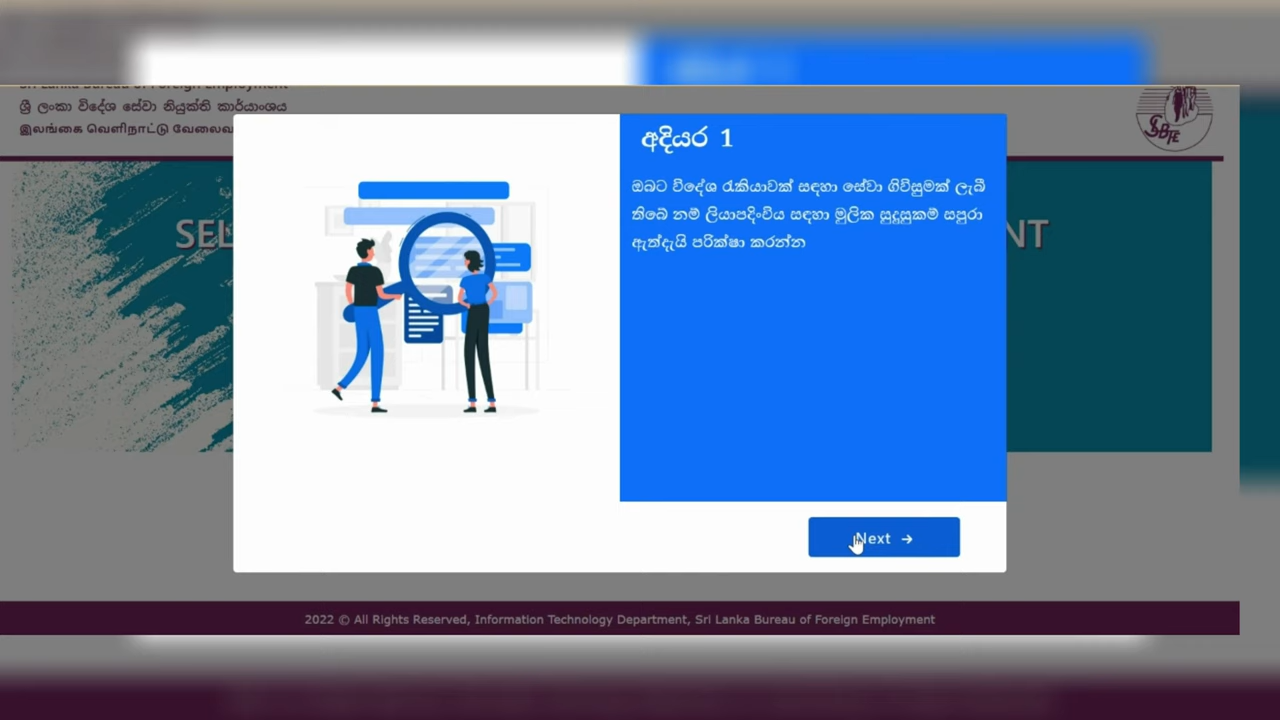 ශ්‍රී ලංකා විදේශ සේවා නියුක්ති කාර්යාංශය
SBFE
இலங்கை வெளிநாட்டு
අදියර 1
ඔබට විදේශ රැකියාවක් සඳහා සේවා ගිවිසුමක් ලැබී
තිබෙ නම් ලියාපදිංචිය සඳහා මුලික සුදුසුකම් සපුරා
ඇත්දැයි පරික්ෂා කරන්න
Next →
2022 © All Rights Reserved, Information Technology Department, Sri Lanka Bureau of Foreign Employment